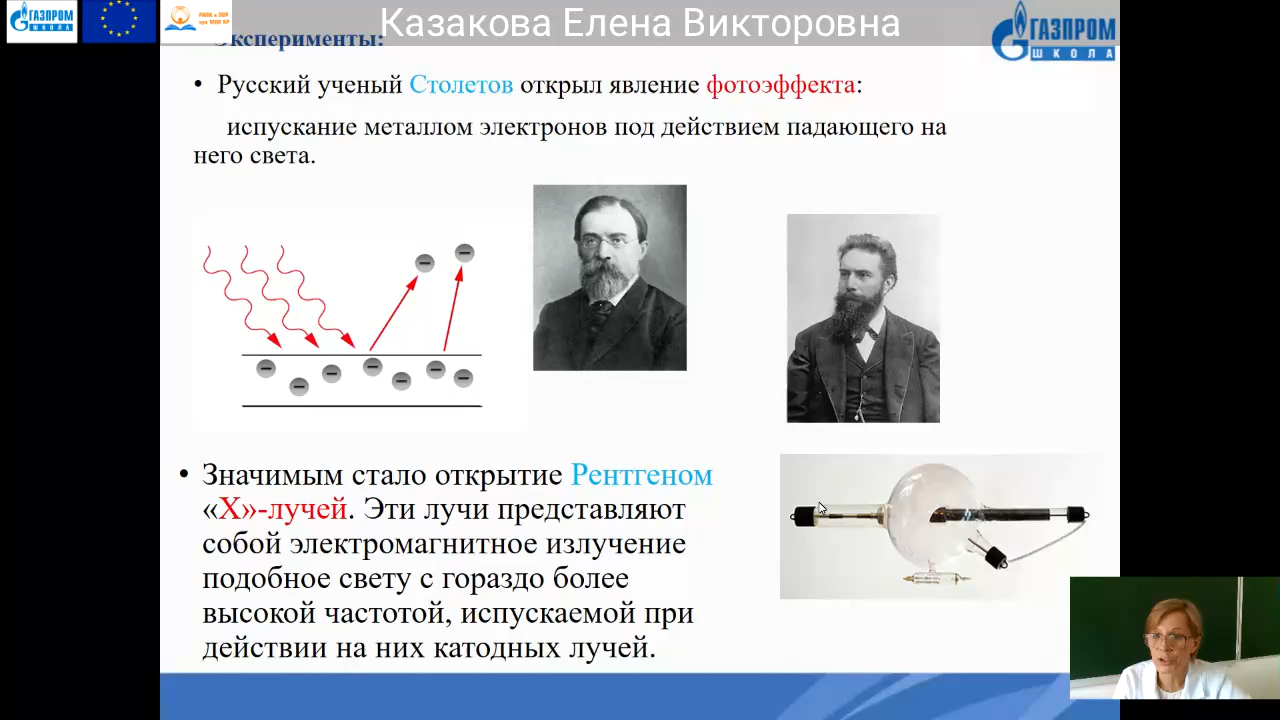 ГАЗПРОМ
ШКОЛА
Казакова Елена Викторовна
Эксперименты:
ГАЗПРОМ
ШКОЛА
• Русский ученый Столетов открыл явление фотоэффекта:
испускание металлом электронов под действием падающего на
него света.
• Значимым стало открытие Рентгеном
«Х»-лучей. Эти лучи представляют
собой электромагнитное излучение
подобное свету с гораздо более
высокой частотой, испускаемой при
действии на них катодных лучей.